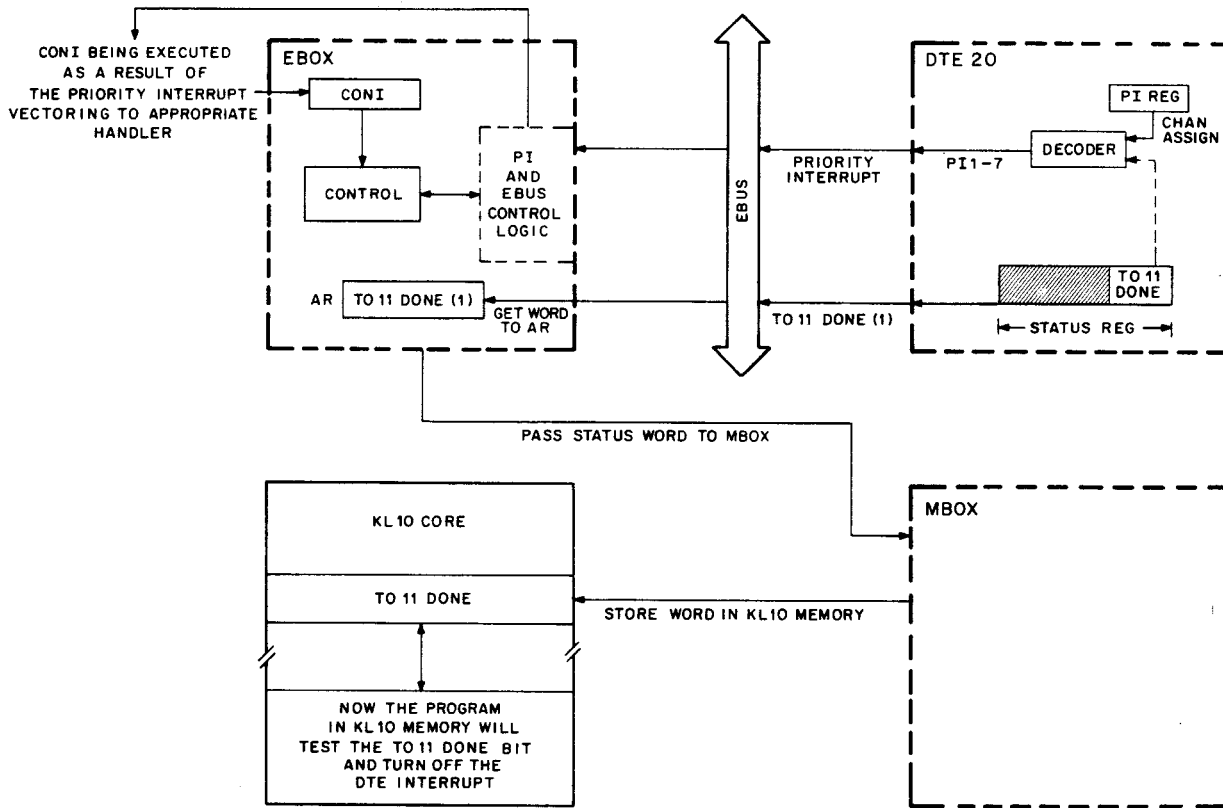 CONI BEING EXECUTED
AS A RESULT OF
THE PRIORITY INTERRUPT
VECTORING TO APPROPRIATE
HANDLER
EBOX
CONI
CONTROL
PI
AND
EBUS
CONTROL
LOGIC
AR
TO 11 DONE (1)
GET WORD
TO AR
EBUS
PRIORITY
INTERRUPT
TO 11 DONE (1)
DTE 20
PI REG
CHAN
ASSIGN
DECODER
PI1-7
TO 11
DONE
STATUS REG
PASS STATUS WORD TO MBOX
KL10 CORE
TO 11 DONE
NOW THE PROGRAM
IN KL10 MEMORY WILL
TEST THE TO 11 DONE BIT
AND TURN OFF THE
DTE INTERRUPT
STORE WORD IN KL10 MEMORY
MBOX